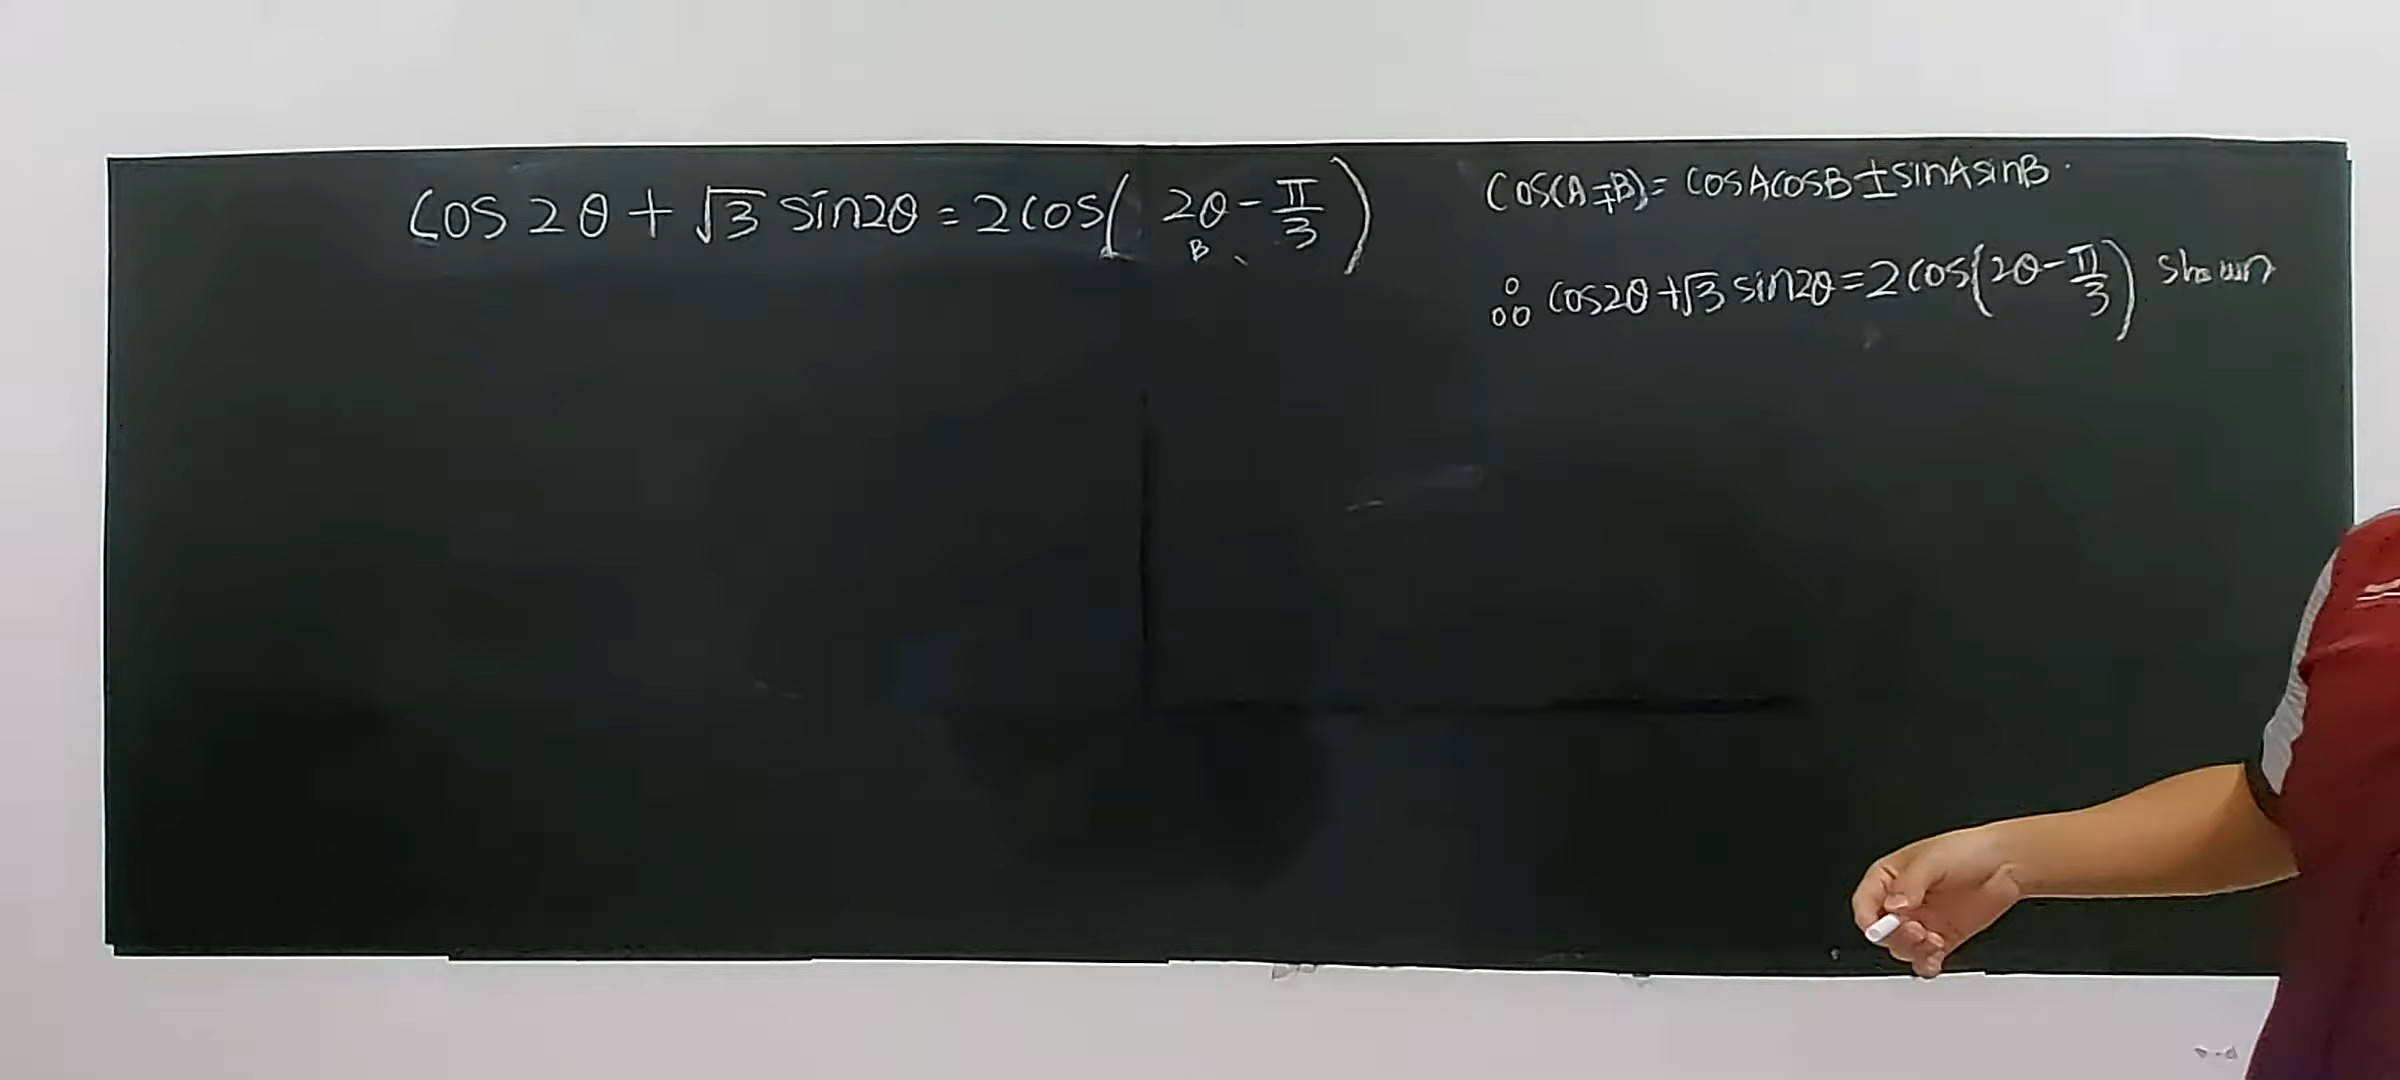 cos 2θ + √3 sin2θ = 2cos( 2θ - π/3 )
B
cos(A∓B)= cosAcosB ± sinAsinB.
∴ cos2θ +√3 sin2θ = 2cos(2θ - π/3) shown